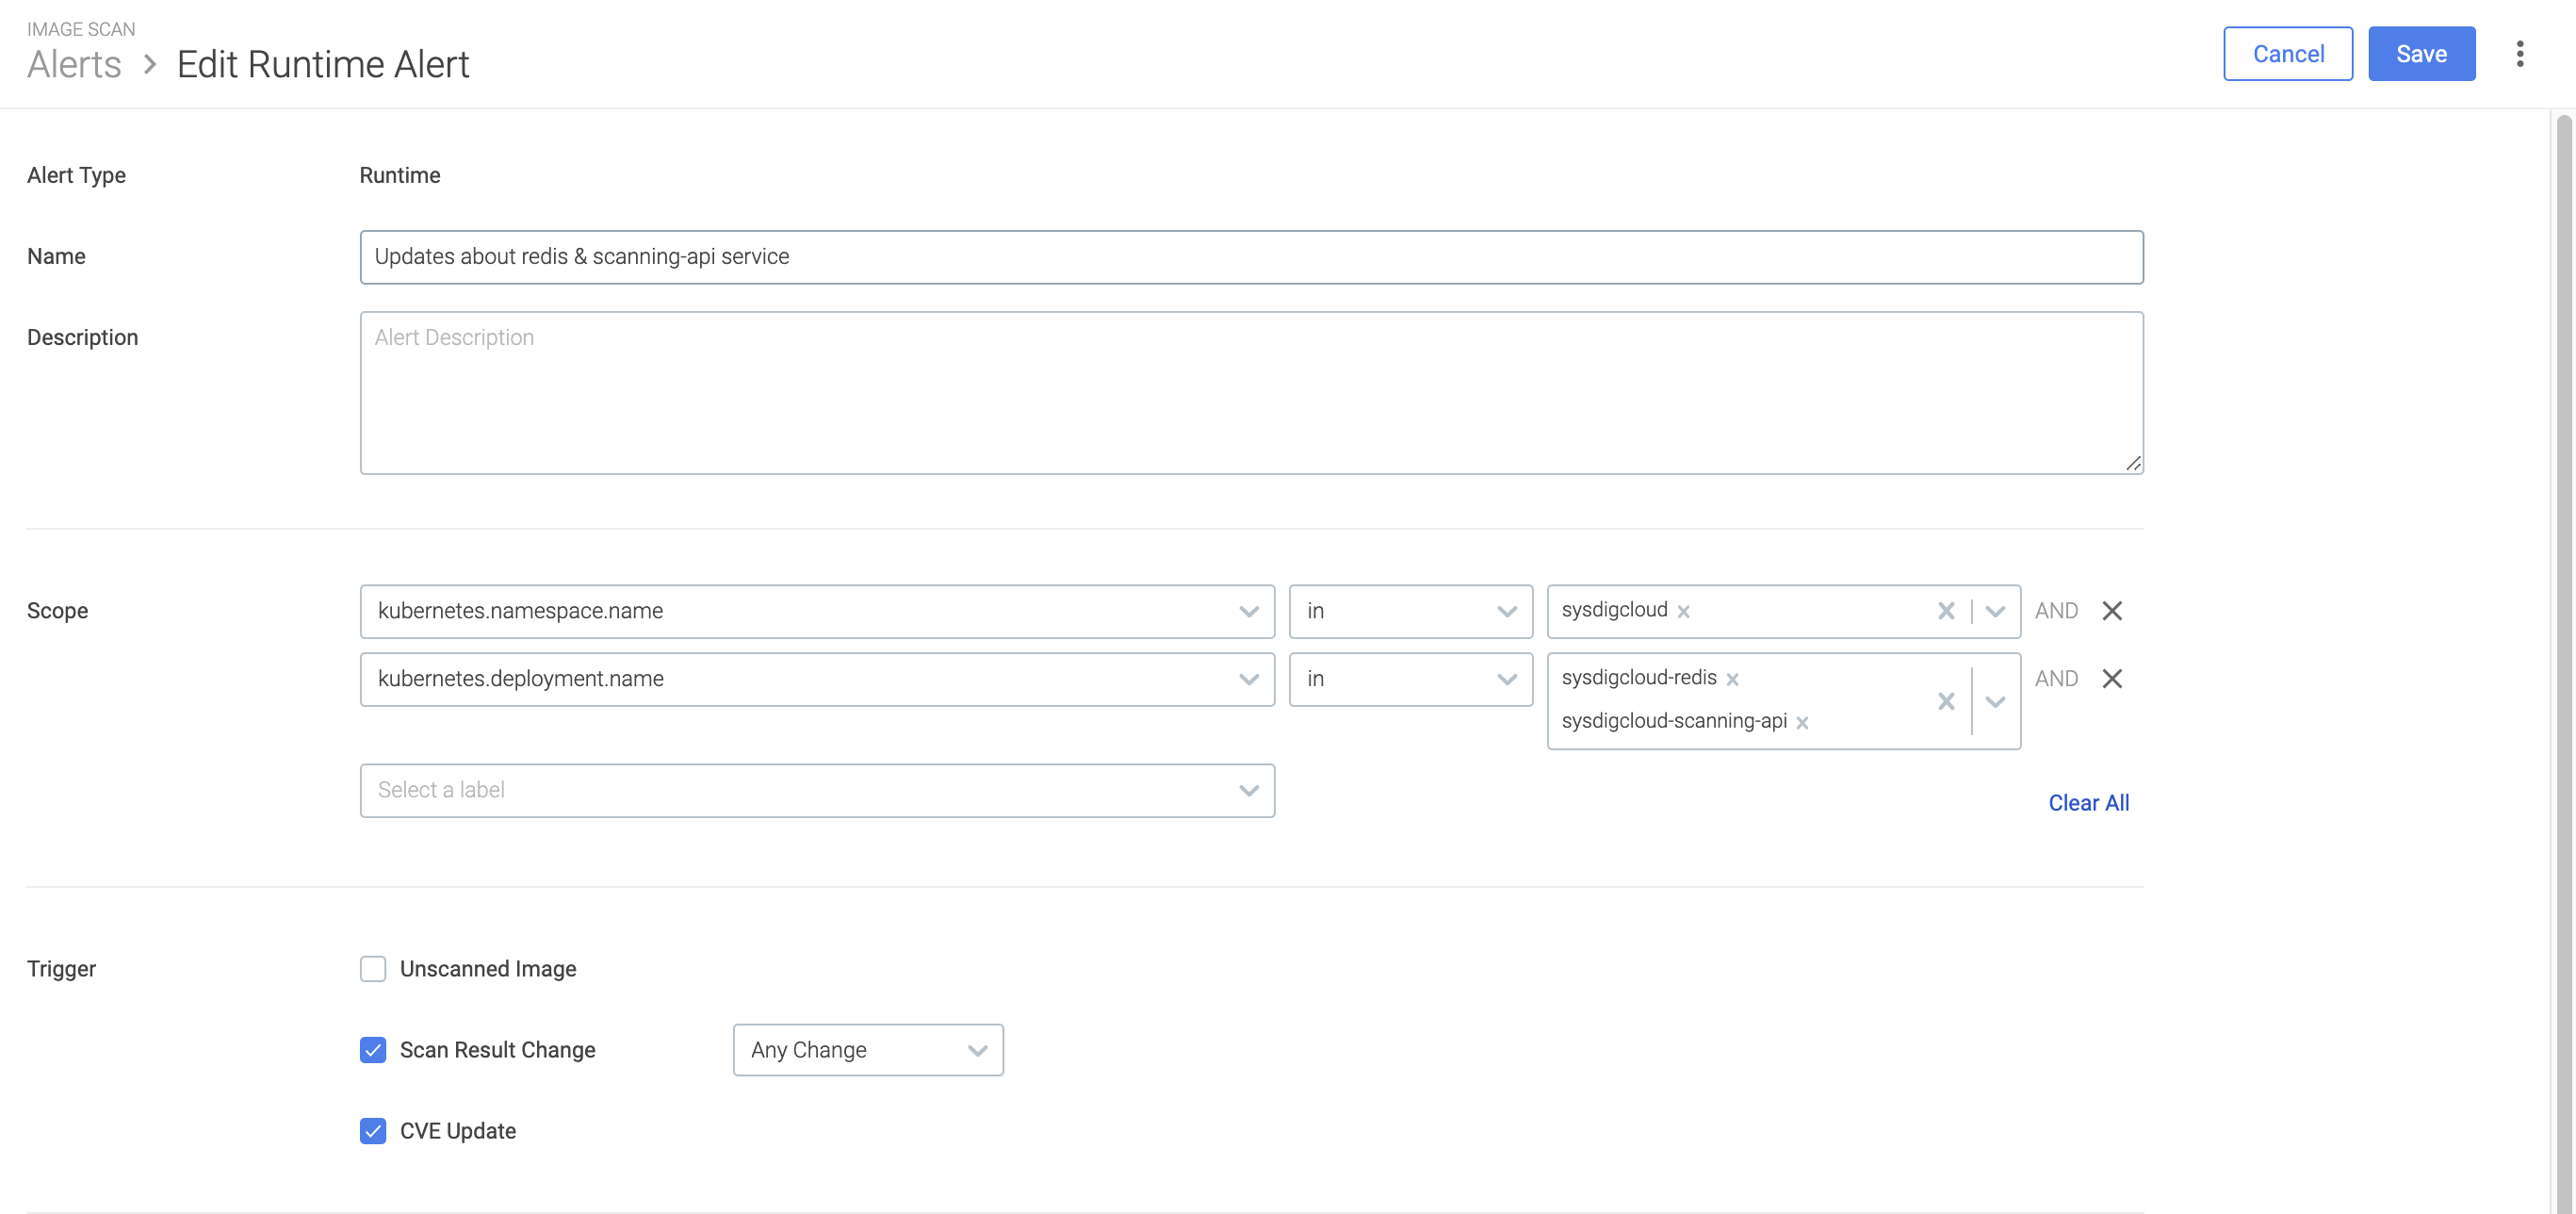 IMAGE SCAN
Alerts > Edit Runtime Alert
Cancel
Save
Alert Type
Runtime
Name
Updates about redis & scanning-api service
Description
Alert Description
Scope
kubernetes.namespace.name
in
sysdigcloud
AND
kubernetes.deployment.name
in
sysdigcloud-redis
sysdigcloud-scanning-api
AND
Select a label
Clear All
Trigger
Unscanned Image
Scan Result Change
Any Change
CVE Update